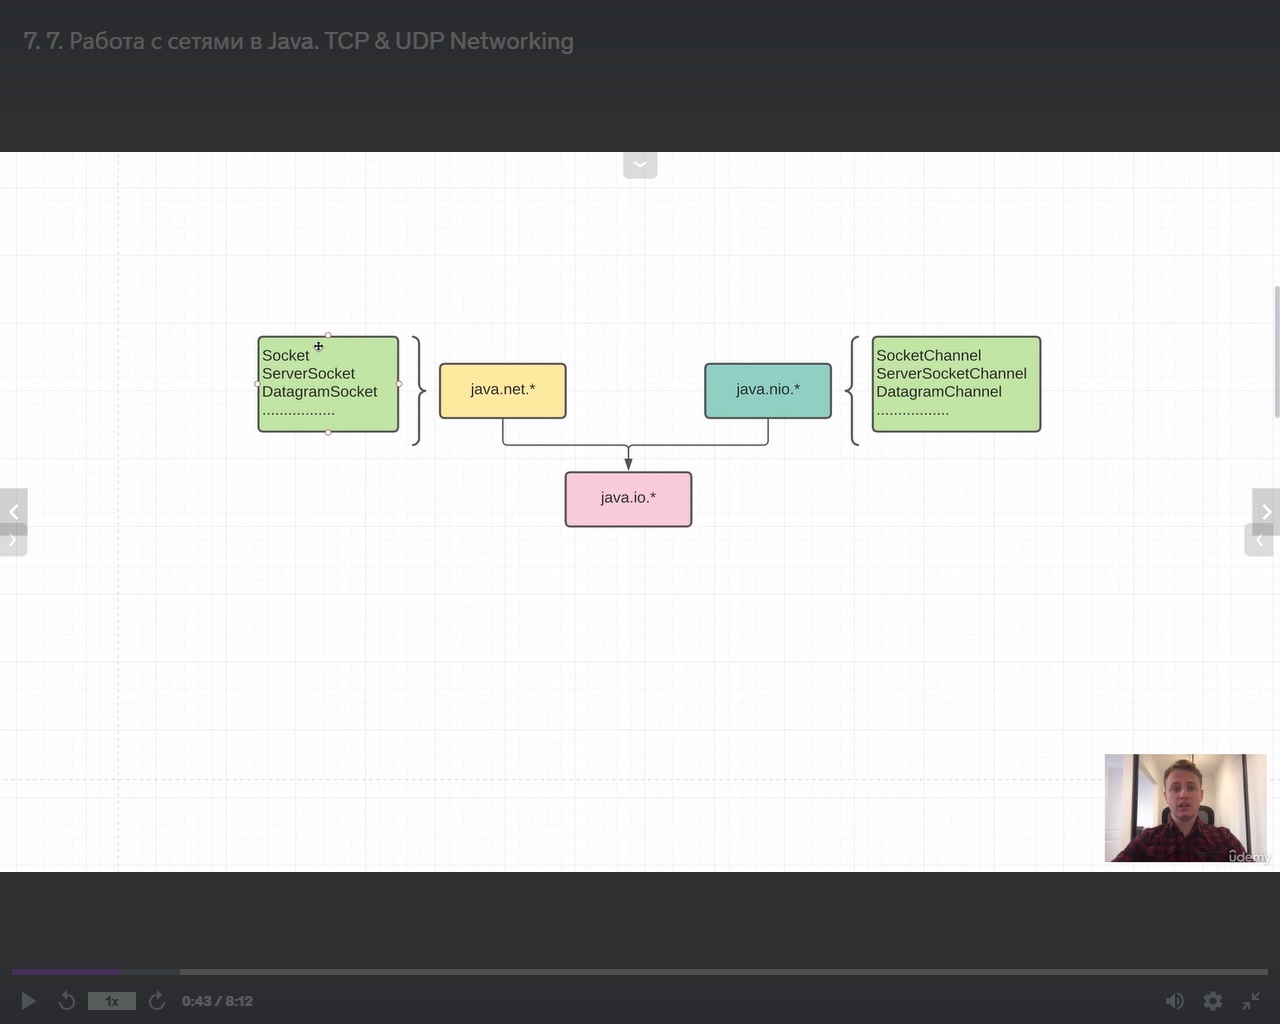 7. 7. Работа с сетями в Java. TCP & UDP Networking
Socket
ServerSocket
DatagramSocket
.................
java.net.*
java.nio.*
SocketChannel
ServerSocketChannel
DatagramChannel
.................
java.io.*
ûdemy
1x
0:43 / 8:12